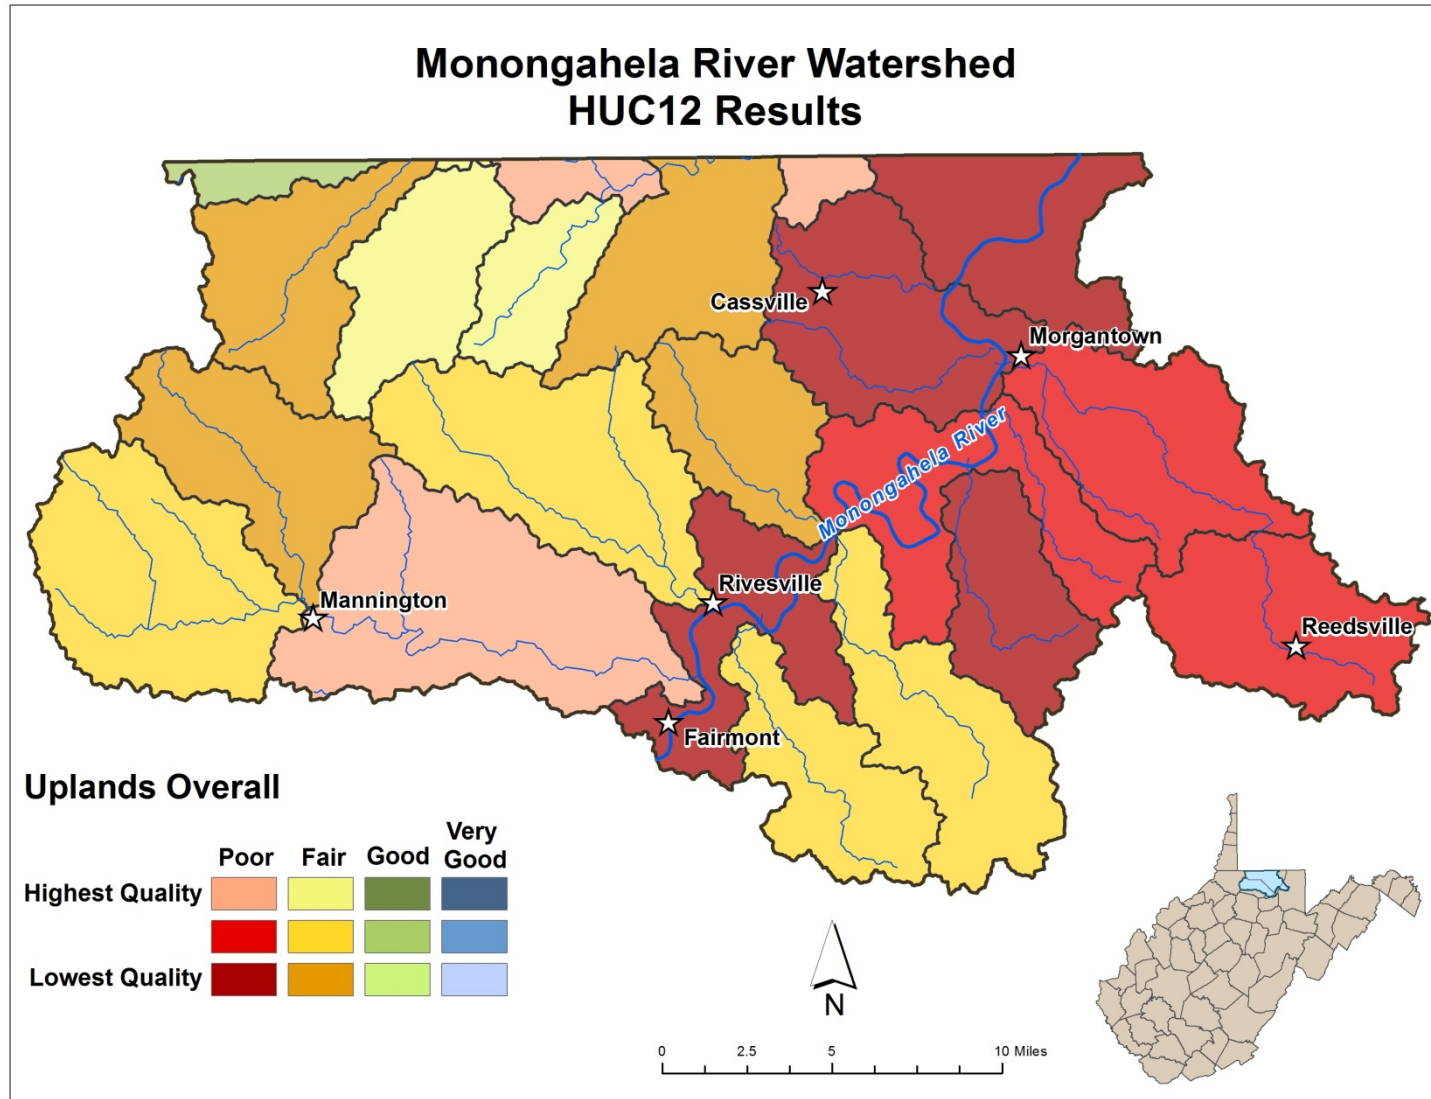 Monongahela River Watershed
HUC12 Results
Cassville
Morgantown
Monongahela River
Rivesville
Mannington
Reedsville
Fairmont
Uplands Overall
Poor Fair Good Very Good
Highest Quality
Lowest Quality
N
0 2.5 5 10 Miles